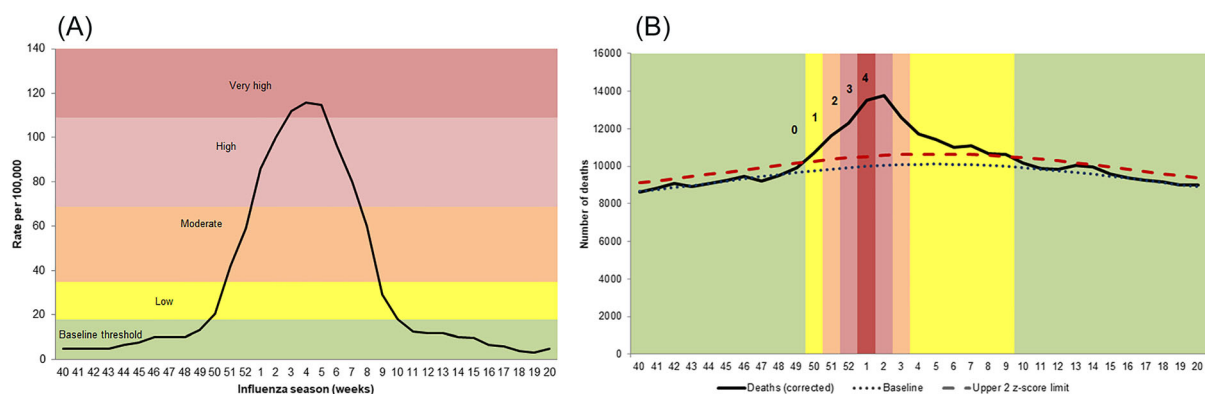 (A)
140
120
100
80
60
40
20
0
Rate per 100,000
Very high
High
Moderate
Low
Baseline threshold
40 41 42 43 44 45 46 47 48 49 50 51 52 1 2 3 4 5 6 7 8 9 10 11 12 13 14 15 16 17 18 19 20
Influenza season (weeks)
(B)
16000
14000
12000
10000
8000
6000
4000
2000
0
Number of deaths
0 1 2 3 4
40 41 42 43 44 45 46 47 48 49 50 51 52 1 2 3 4 5 6 7 8 9 10 11 12 13 14 15 16 17 18 19 20
Deaths (corrected) Baseline Upper 2 z-score limit